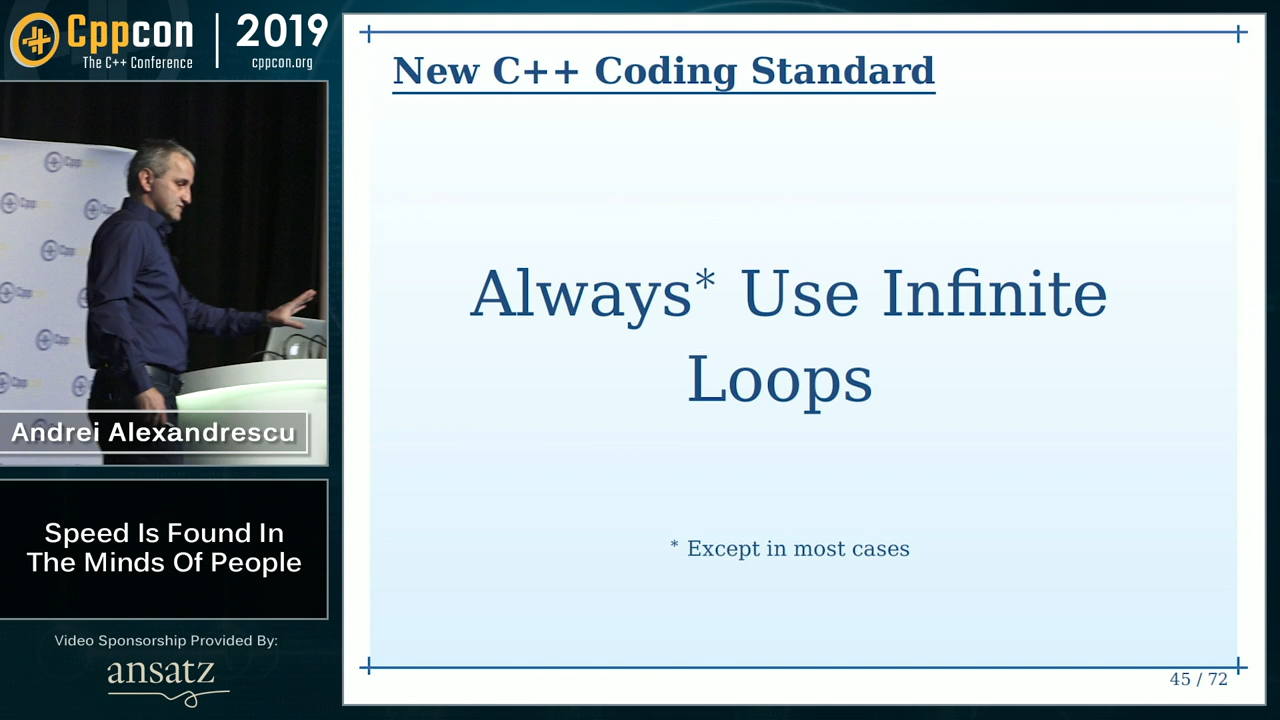 Cppcon
The C++ Conference
2019
cppcon.org
Andrei Alexandrescu
Speed Is Found In
The Minds Of People
Video Sponsorship Provided By:
ansatz
New C++ Coding Standard
Always* Use Infinite
Loops
* Except in most cases
45 / 72